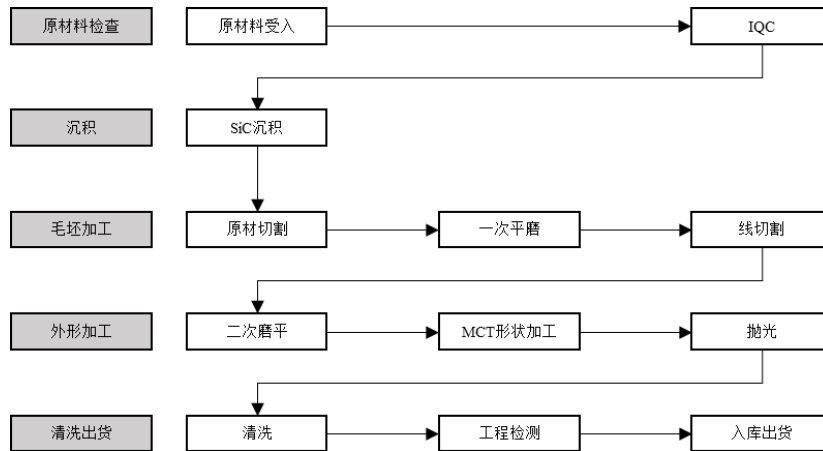 原材料检查
原材料受入
IQC
沉积
SiC沉积
毛坯加工
原材切割
一次平磨
线切割
外形加工
二次磨平
MCT形状加工
抛光
清洗出货
清洗
工程检测
入库出货